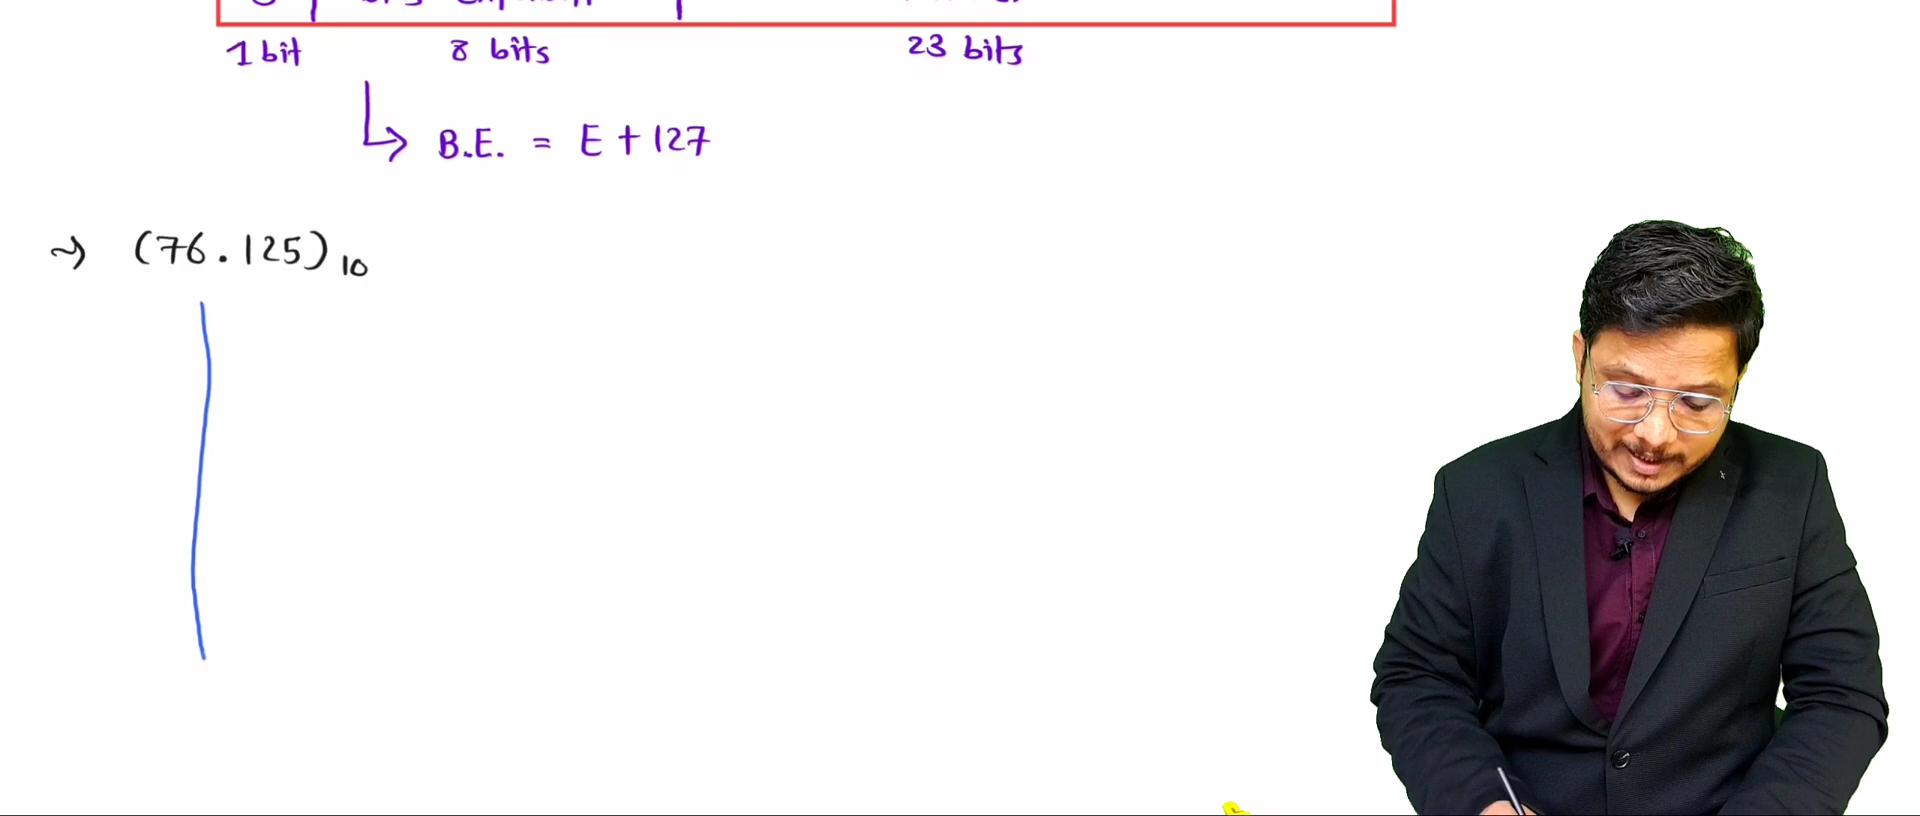 1 bit 8 bits 23 bits
B.E. = E + 127
~> (76.125)10